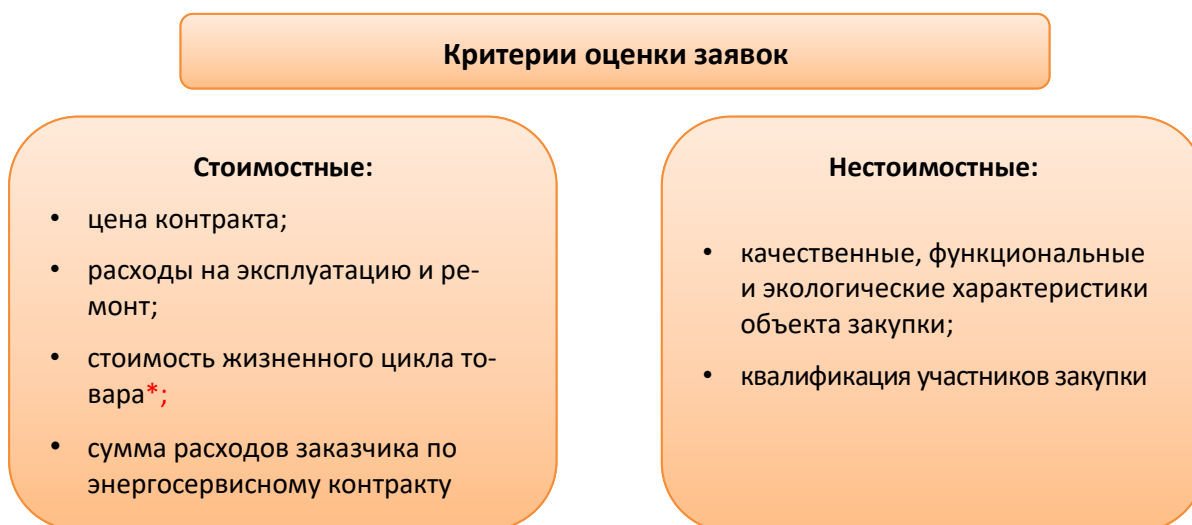 Критерии оценки заявок
Стоимостные:
• цена контракта;
• расходы на эксплуатацию и ре-
монт;
• стоимость жизненного цикла то-
вара*;
• сумма расходов заказчика по
энергосервисному контракту
Нестоимостные:
• качественные, функциональные
и экологические характеристики
объекта закупки;
• квалификация участников закупки